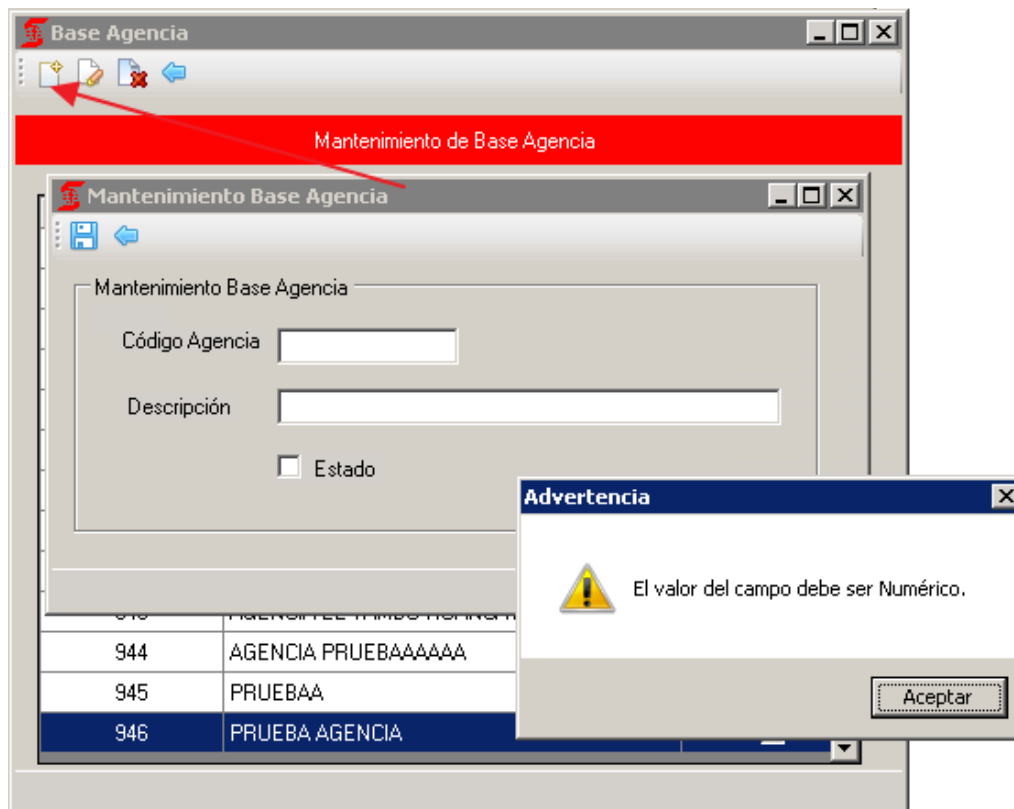 Base Agencia
Mantenimiento de Base Agencia
Mantenimiento Base Agencia
Mantenimiento Base Agencia
Código Agencia
Descripción
Estado
Advertencia
El valor del campo debe ser Numérico.
Aceptar
944 AGENCIA PRUEBAAAAAA
945 PRUEBAA
946 PRUEBA AGENCIA